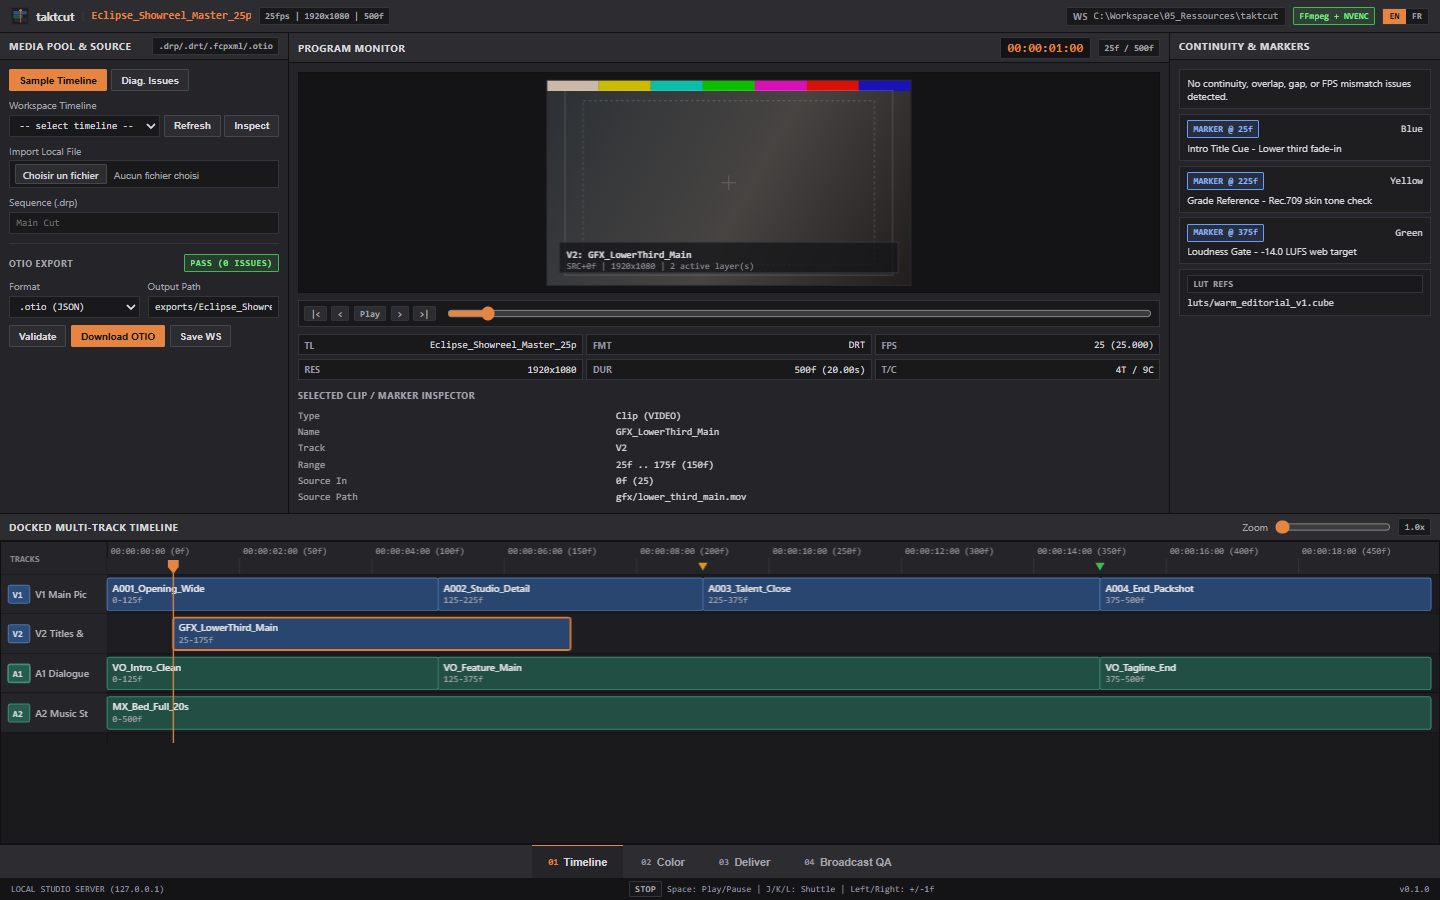 taktcut
Eclipse_Showreel_Master_25p
25fps | 1920x1080 | 500f
WS C:\Workspace\05_Ressources\taktcut
FFmpeg + NVENC
EN
FR
MEDIA POOL & SOURCE
.drp/.drt/.fcpxml/.otio
Sample Timeline
Diag. Issues
Workspace Timeline
-- select timeline --
Refresh
Inspect
Import Local File
Choisir un fichier
Aucun fichier choisi
Sequence (.drp)
Main Cut
OTIO EXPORT
PASS (0 ISSUES)
Format
Output Path
.otio (JSON)
exports/Eclipse_Showre
Validate
Download OTIO
Save WS
PROGRAM MONITOR
00:00:01:00
25f / 500f
V2: GFX_LowerThird_Main
SRC+0f | 1920x1080 | 2 active layer(s)
|<
<
Play
>
>|
TL
Eclipse_Showreel_Master_25p
FMT
DRT
FPS
25 (25.000)
RES
1920x1080
DUR
500f (20.00s)
T/C
4T / 9C
SELECTED CLIP / MARKER INSPECTOR
Type
Clip (VIDEO)
Name
GFX_LowerThird_Main
Track
V2
Range
25f .. 175f (150f)
Source In
0f (25)
Source Path
gfx/lower_third_main.mov
CONTINUITY & MARKERS
No continuity, overlap, gap, or FPS mismatch issues
detected.
MARKER @ 25f
Blue
Intro Title Cue - Lower third fade-in
MARKER @ 225f
Yellow
Grade Reference - Rec.709 skin tone check
MARKER @ 375f
Green
Loudness Gate - -14.0 LUFS web target
LUT REFS
luts/warm_editorial_v1.cube
DOCKED MULTI-TRACK TIMELINE
Zoom
1.0x
TRACKS
00:00:00:00 (0f)
00:00:02:00 (50f)
00:00:04:00 (100f)
00:00:06:00 (150f)
00:00:08:00 (200f)
00:00:10:00 (250f)
00:00:12:00 (300f)
00:00:14:00 (350f)
00:00:16:00 (400f)
00:00:18:00 (450f)
V1
V1 Main Pic
A001_Opening_Wide
0-125f
A002_Studio_Detail
125-225f
A003_Talent_Close
225-375f
A004_End_Packshot
375-500f
V2
V2 Titles &
GFX_LowerThird_Main
25-175f
A1
A1 Dialogue
VO_Intro_Clean
0-125f
VO_Feature_Main
125-375f
VO_Tagline_End
375-500f
A2
A2 Music St
MX_Bed_Full_20s
0-500f
01 Timeline
02 Color
03 Deliver
04 Broadcast QA
LOCAL STUDIO SERVER (127.0.0.1)
STOP
Space: Play/Pause | J/K/L: Shuttle | Left/Right: +/-1f
v0.1.0